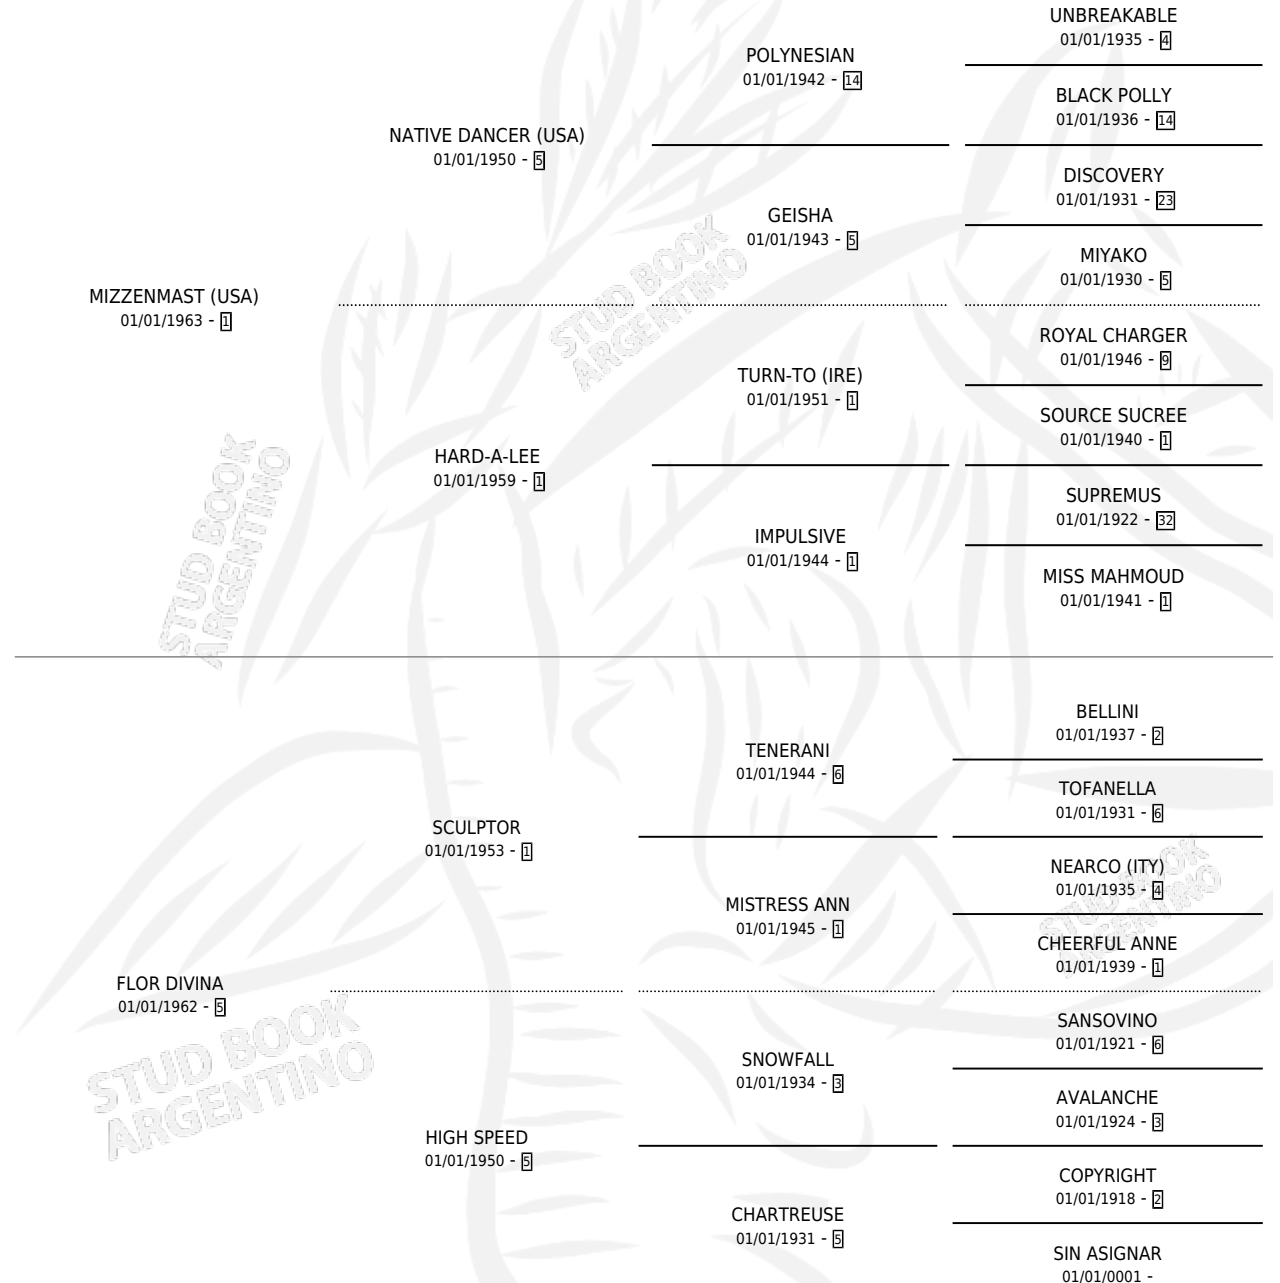 UNBREAKABLE
01/01/1935 - 4
POLYNESIAN
01/01/1942 - 14
BLACK POLLY
01/01/1936 - 14
NATIVE DANCER (USA)
01/01/1950 - 5
DISCOVERY
01/01/1931 - 23
GEISHA
01/01/1943 - 5
MIYAKO
01/01/1930 - 5
MIZZENMAST (USA)
01/01/1963 - 1
ROYAL CHARGER
01/01/1946 - 9
TURN-TO (IRE)
01/01/1951 - 1
SOURCE SUCREE
01/01/1940 - 1
HARD-A-LEE
01/01/1959 - 1
SUPREMUS
01/01/1922 - 32
IMPULSIVE
01/01/1944 - 1
MISS MAHMOUD
01/01/1941 - 1
BELLINI
01/01/1937 - 2
TENERANI
01/01/1944 - 6
TOFANELLA
01/01/1931 - 6
SCULPTOR
01/01/1953 - 1
NEARCO (ITY)
01/01/1935 - 4
MISTRESS ANN
01/01/1945 - 1
CHEERFUL ANNE
01/01/1939 - 1
FLOR DIVINA
01/01/1962 - 5
SANSOVINO
01/01/1921 - 6
SNOWFALL
01/01/1934 - 3
AVALANCHE
01/01/1924 - 3
HIGH SPEED
01/01/1950 - 5
COPYRIGHT
01/01/1918 - 2
CHARTREUSE
01/01/1931 - 5
SIN ASIGNAR
01/01/0001 -
STUD BOOK
ARGENTINO
STUD BOOK
ARGENTINO
STUD BOOK
ARGENTINO
STUD BOOK
ARGENTINO